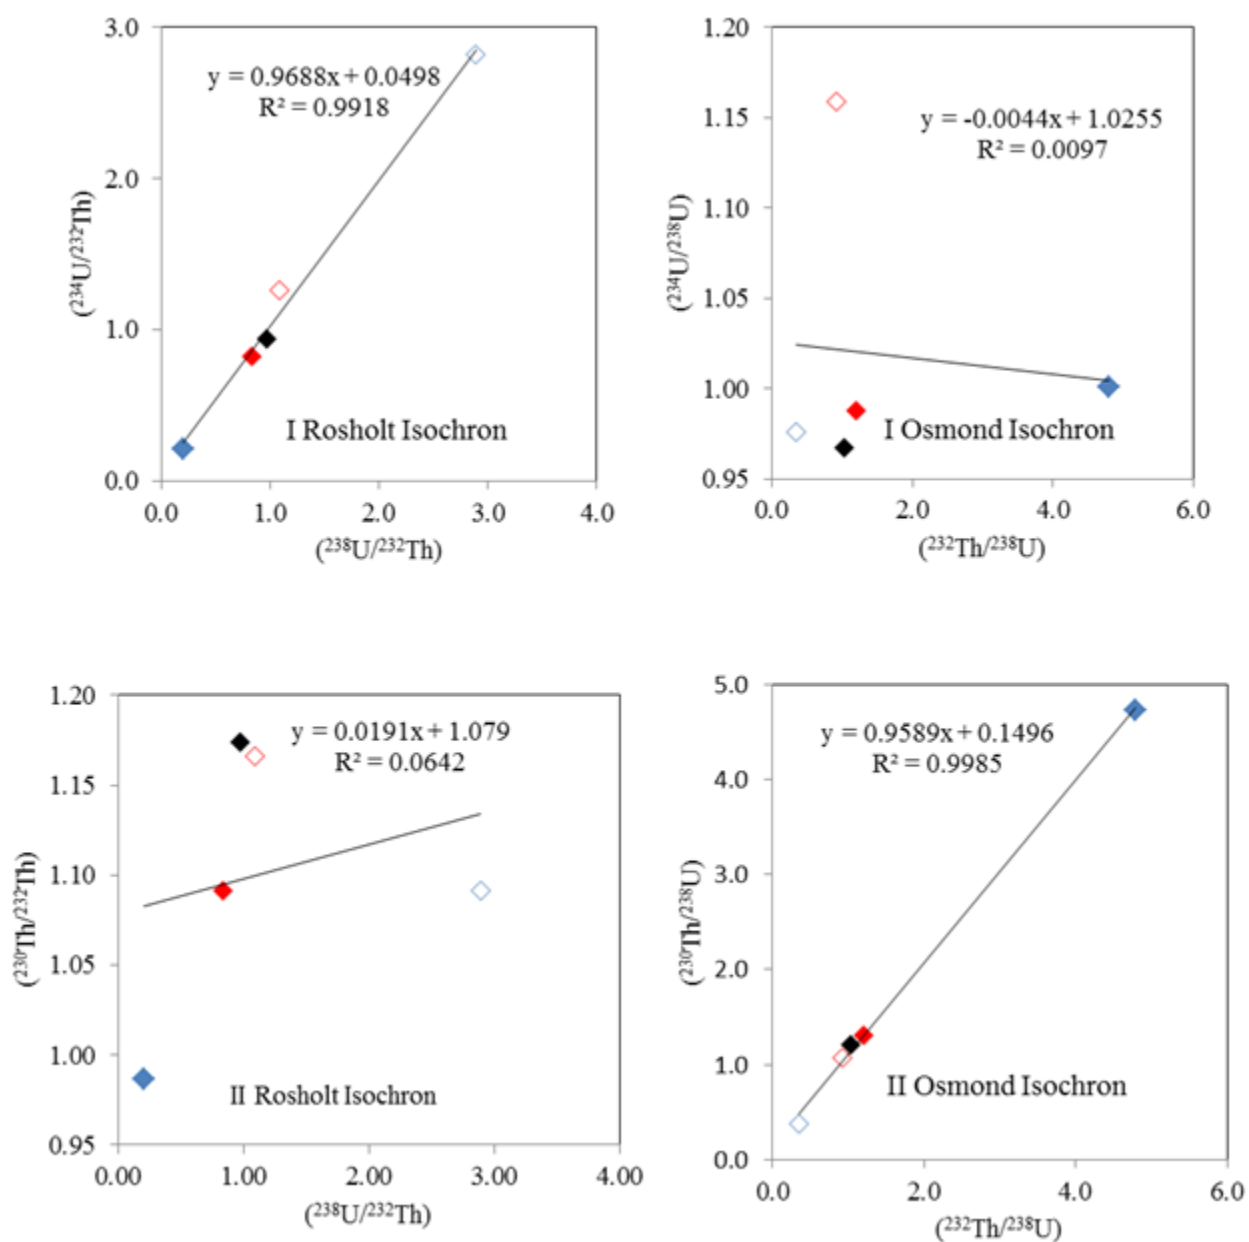 3.0
y = 0.9688x + 0.0498
R² = 0.9918
2.0
(²³⁴U/²³²Th)
1.0
I Rosholt Isochron
0.0
0.0 1.0 2.0 3.0 4.0
(²³⁸U/²³²Th)
1.20
1.15
y = -0.0044x + 1.0255
R² = 0.0097
1.10
(²³⁴U/²³⁸U)
1.05
1.00
I Osmond Isochron
0.95
0.0 2.0 4.0 6.0
(²³²Th/²³⁸U)
1.20
y = 0.0191x + 1.079
R² = 0.0642
1.15
1.10
(²³⁰Th/²³²Th)
1.05
1.00
II Rosholt Isochron
0.95
0.00 1.00 2.00 3.00 4.00
(²³⁸U/²³²Th)
5.0
y = 0.9589x + 0.1496
R² = 0.9985
4.0
3.0
(²³⁰Th/²³⁸U)
2.0
1.0
II Osmond Isochron
0.0
0.0 2.0 4.0 6.0
(²³²Th/²³⁸U)